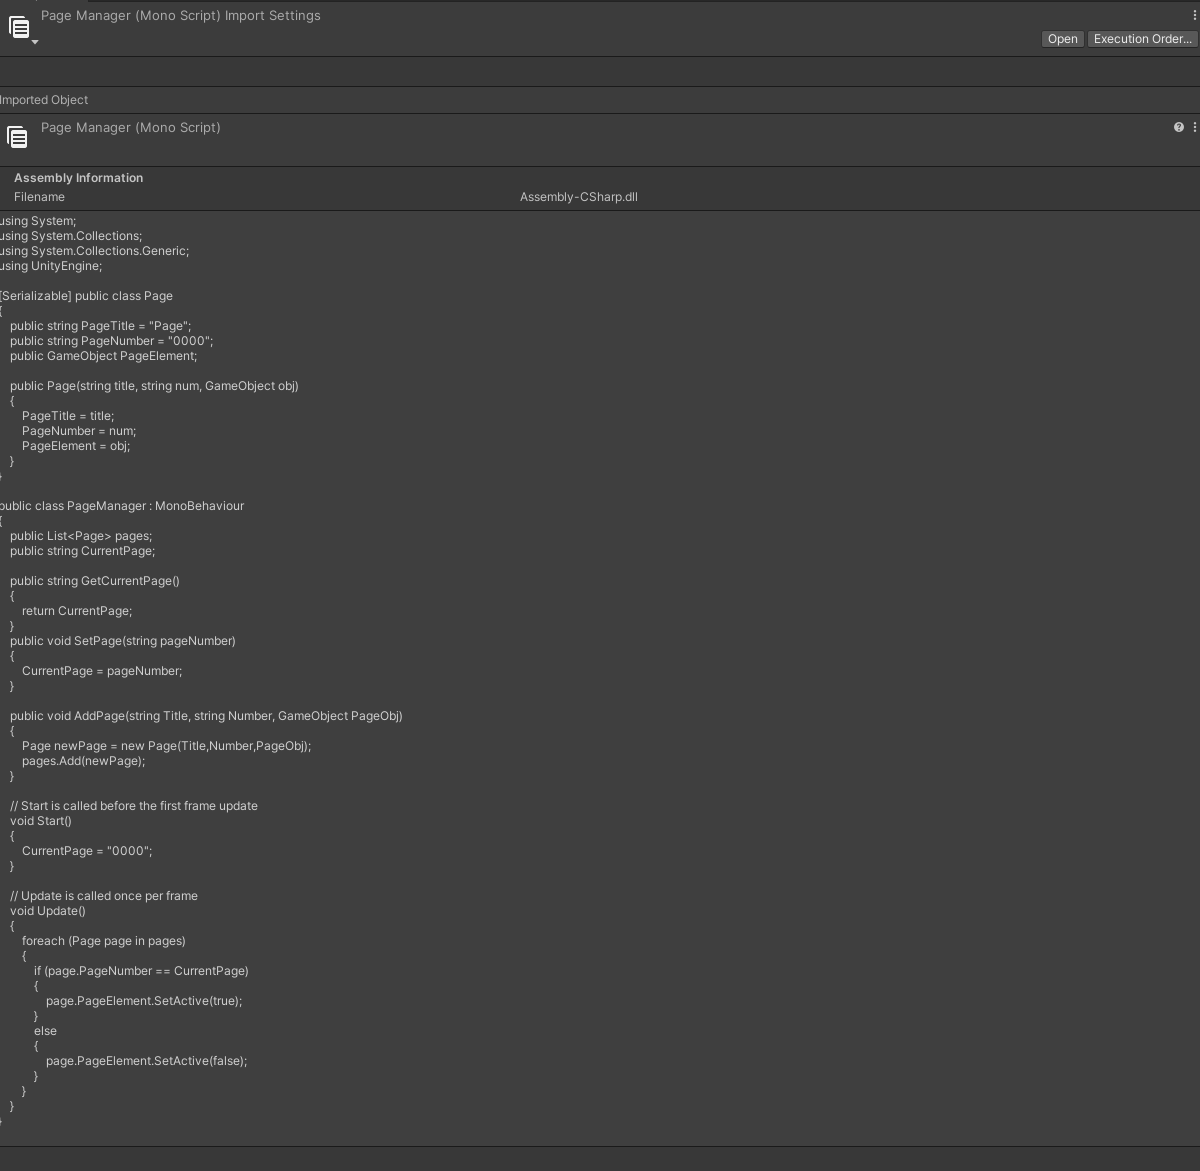 Page Manager (Mono Script) Import Settings
Open Execution Order...
Imported Object
Page Manager (Mono Script)
Assembly Information
Filename Assembly-CSharp.dll
using System;
using System.Collections;
using System.Collections.Generic;
using UnityEngine;

[Serializable] public class Page
{
    public string PageTitle = "Page";
    public string PageNumber = "0000";
    public GameObject PageElement;

    public Page(string title, string num, GameObject obj)
    {
        PageTitle = title;
        PageNumber = num;
        PageElement = obj;
    }
}

public class PageManager : MonoBehaviour
{
    public List<Page> pages;
    public string CurrentPage;

    public string GetCurrentPage()
    {
        return CurrentPage;
    }
    public void SetPage(string pageNumber)
    {
        CurrentPage = pageNumber;
    }

    public void AddPage(string Title, string Number, GameObject PageObj)
    {
        Page newPage = new Page(Title,Number,PageObj);
        pages.Add(newPage);
    }

    // Start is called before the first frame update
    void Start()
    {
        CurrentPage = "0000";
    }

    // Update is called once per frame
    void Update()
    {
        foreach (Page page in pages)
        {
            if (page.PageNumber == CurrentPage)
            {
                page.PageElement.SetActive(true);
            }
            else
            {
                page.PageElement.SetActive(false);
            }
        }
    }
}